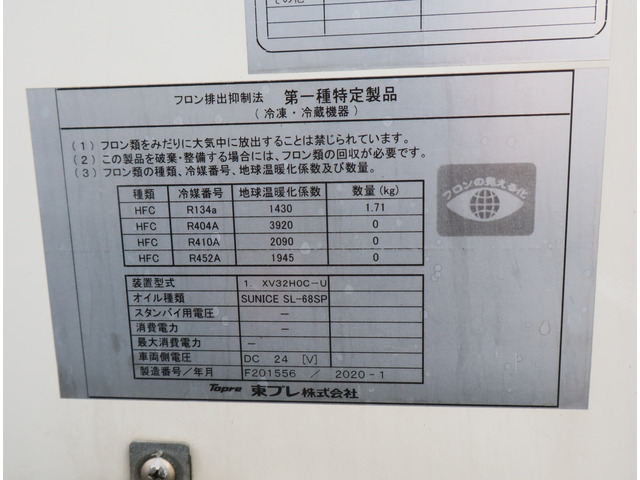 その他
フロン排出抑制法 第一種特定製品
(冷凍・冷蔵機器)
(1) フロン類をみだりに大気中に放出することは禁じられています。
(2) この製品を破棄・整備する場合には、フロン類の回収が必要です。
(3) フロン類の種類、冷媒番号、地球温暖化係数及び数量。
フロンの見える化
種類 冷媒番号 地球温暖化係数 数量(kg)
HFC R134a 1430 1.71
HFC R404A 3920 0
HFC R410A 2090 0
HFC R452A 1945 0
装置型式 1. XV32HOC-U
オイル種類 SUNICE SL-68SP
スタンバイ用電圧 -
消費電力 -
最大消費電力 -
車両側電圧 DC 24 [V]
製造番号/年月 F201556 / 2020-1
Topre 東プレ株式会社